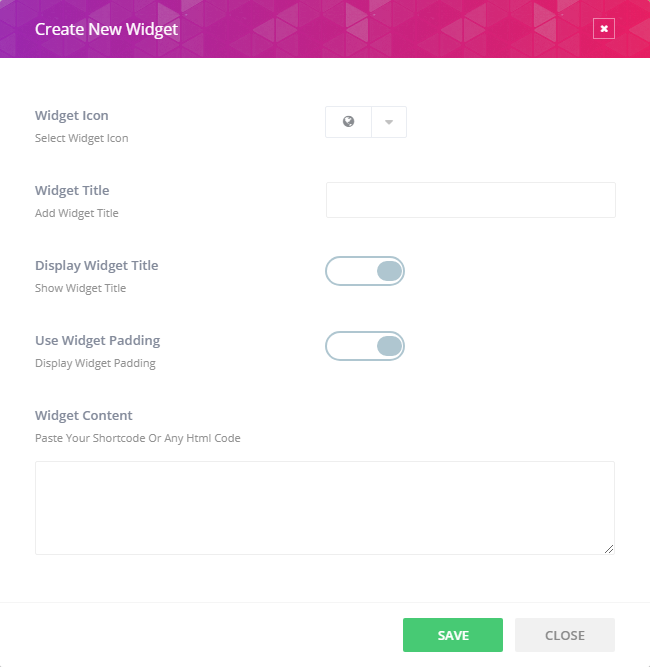 Create New Widget
Widget Icon
Select Widget Icon
Widget Title
Add Widget Title
Display Widget Title
Show Widget Title
Use Widget Padding
Display Widget Padding
Widget Content
Paste Your Shortcode Or Any Html Code
SAVE
CLOSE